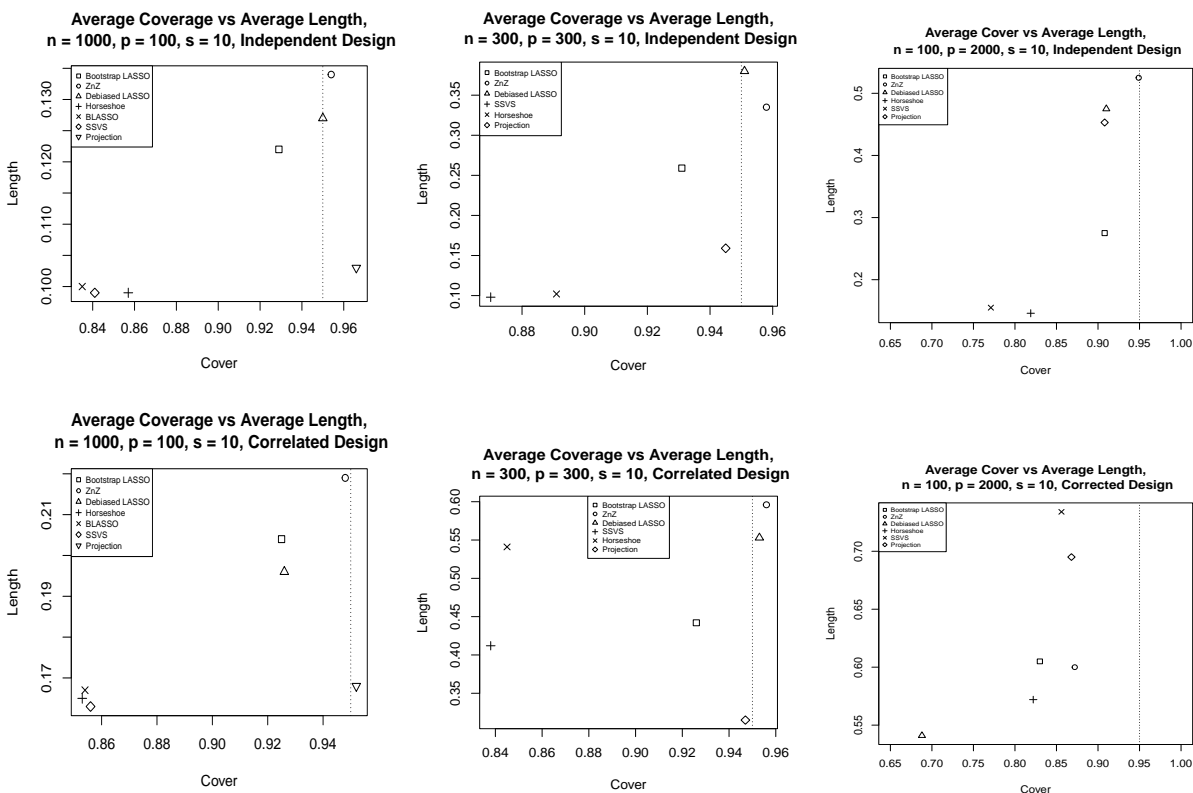 Average Coverage vs Average Length,
n = 1000, p = 100, s = 10, Independent Design
Bootstrap LASSO
ZnZ
Debiased LASSO
Horseshoe
BLASSO
SSVS
Projection
0.130
0.120
0.110
0.100
Length
0.84 0.86 0.88 0.90 0.92 0.94 0.96
Cover
Average Coverage vs Average Length,
n = 300, p = 300, s = 10, Independent Design
Bootstrap LASSO
ZnZ
Debiased LASSO
SSVS
Horseshoe
Projection
0.35
0.30
0.25
0.20
0.15
0.10
Length
0.88 0.90 0.92 0.94 0.96
Cover
Average Cover vs Average Length,
n = 100, p = 2000, s = 10, Independent Design
Bootstrap LASSO
ZnZ
Debiased LASSO
Horseshoe
SSVS
Projection
0.5
0.4
0.3
0.2
Length
0.65 0.70 0.75 0.80 0.85 0.90 0.95 1.00
Cover
Average Coverage vs Average Length,
n = 1000, p = 100, s = 10, Correlated Design
Bootstrap LASSO
ZnZ
Debiased LASSO
Horseshoe
BLASSO
SSVS
Projection
0.21
0.19
0.17
Length
0.86 0.88 0.90 0.92 0.94
Cover
Average Coverage vs Average Length,
n = 300, p = 300, s = 10, Correlated Design
Bootstrap LASSO
ZnZ
Debiased LASSO
SSVS
Horseshoe
Projection
0.60
0.55
0.50
0.45
0.40
0.35
Length
0.84 0.86 0.88 0.90 0.92 0.94 0.96
Cover
Average Cover vs Average Length,
n = 100, p = 2000, s = 10, Corrected Design
Bootstrap LASSO
ZnZ
Debiased LASSO
Horseshoe
SSVS
Projection
0.70
0.65
0.60
0.55
Length
0.65 0.70 0.75 0.80 0.85 0.90 0.95 1.00
Cover